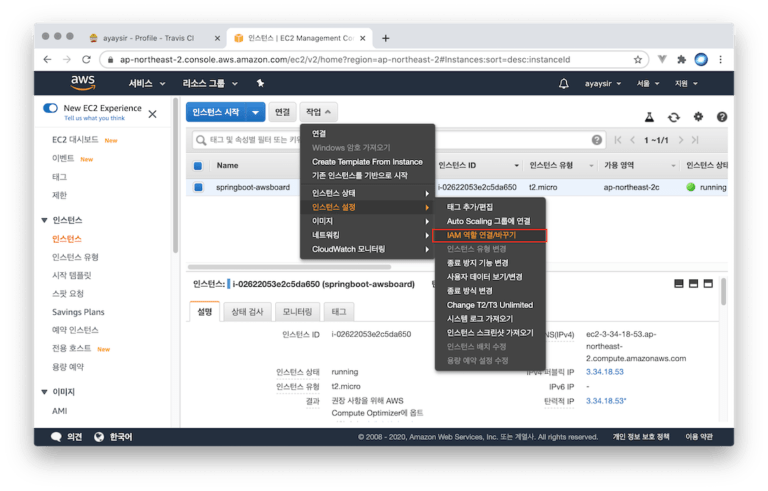 ayaysir - Profile - Travis CI
인스턴스 | EC2 Management Co
ap-northeast-2.console.aws.amazon.com/ec2/v2/home?region=ap-northeast-2#Instances:sort=desc:instanceId
aws 서비스 리소스 그룹 ayaysir 서울 지원
New EC2 Experience
Tell us what you think
EC2 대시보드 New
이벤트 New
태그
제한
인스턴스
인스턴스
인스턴스 유형
시작 템플릿
스팟 요청
Savings Plans
예약 인스턴스
전용 호스트 New
용량 예약
이미지
AMI
인스턴스 시작 연결 작업
태그 및 속성별 필터 또는 키워
1 ~1/1
Name 인스턴스 ID 인스턴스 유형 가용 영역 인스턴스 상태
springboot-awsboard i-02622053e2c5da650 t2.micro ap-northeast-2c running
연결
Windows 암호 가져오기
Create Template From Instance
기존 인스턴스를 기반으로 시작
인스턴스 상태
인스턴스 설정
이미지
네트워킹
CloudWatch 모니터링
태그 추가/편집
Auto Scaling 그룹에 연결
IAM 역할 연결/바꾸기
인스턴스 유형 변경
종료 방지 기능 변경
사용자 데이터 보기/변경
종료 방식 변경
Change T2/T3 Unlimited
시스템 로그 가져오기
인스턴스 스크린샷 가져오기
인스턴스 배치 수정
용량 예약 설정 수정
인스턴스: i-02622053e2c5da650 (springboot-awsboard)
설명 상태 검사 모니터링 태그
인스턴스 ID i-02622053e2c5da650
NS(IPv4) ec2-3-34-18-53.ap-
northeast-
2.compute.amazonaws.com
인스턴스 상태 running
IPv4 퍼블릭 IP 3.34.18.53
인스턴스 유형 t2.micro
IPv6 IP -
결과 권장 사항을 위해 AWS
Compute Optimizer에 옵트
탄력적 IP 3.34.18.53*
의견 한국어 © 2008 - 2020, Amazon Web Services, Inc. 또는 계열사. All rights reserved. 개인 정보 보호 정책 이용 약관